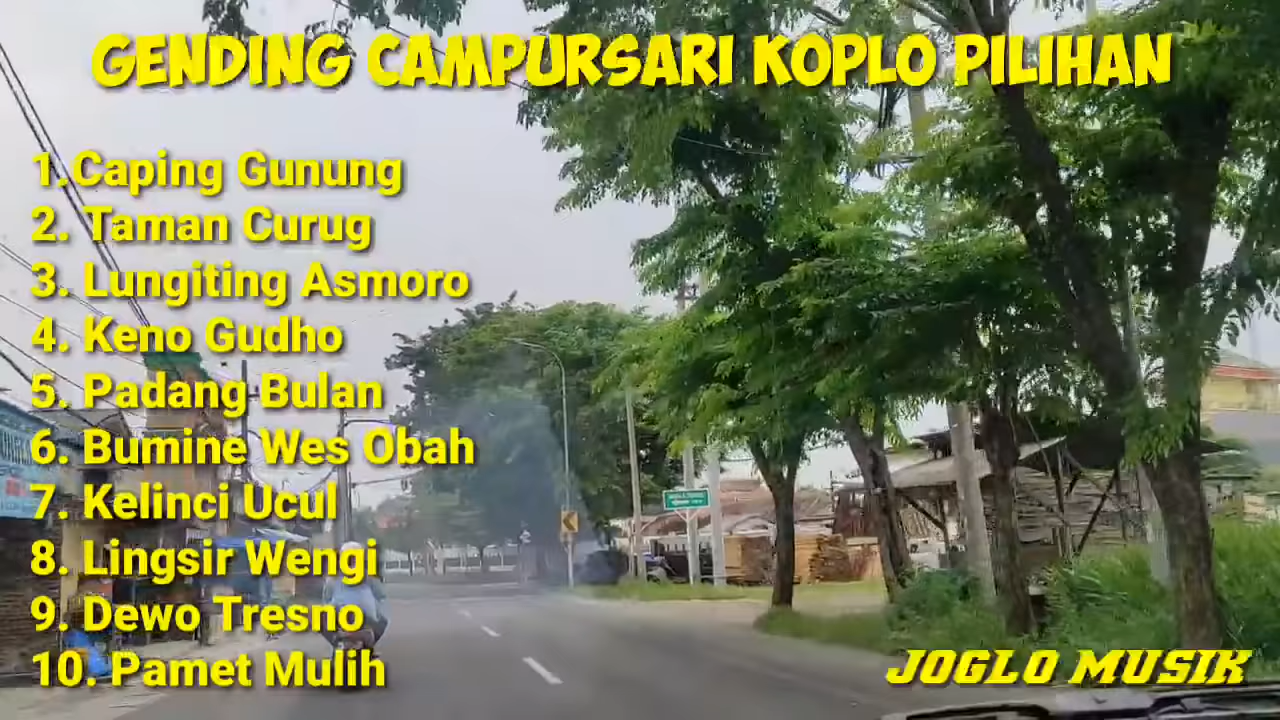 GENDING CAMPURSARI KOPLO PILIHAN
1.Caping Gunung
2. Taman Curug
3. Lungiting Asmoro
4. Keno Gudho
5. Padang Bulan
6. Bumine Wes Obah
7. Kelinci Ucul
8. Lingsir Wengi
9. Dewo Tresno
10. Pamet Mulih
JOGLO MUSIK